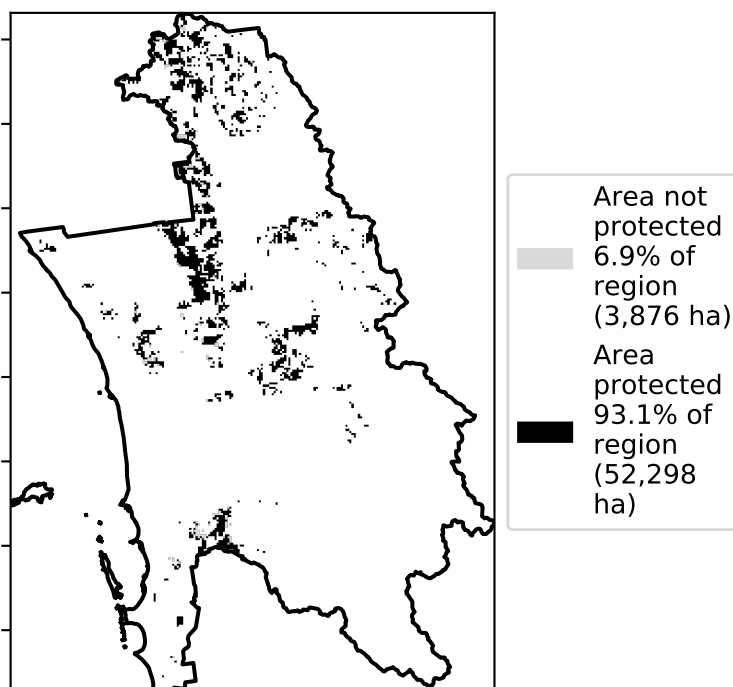 Area not
protected
6.9% of
region
(3,876 ha)
Area
protected
93.1% of
region
(52,298
ha)